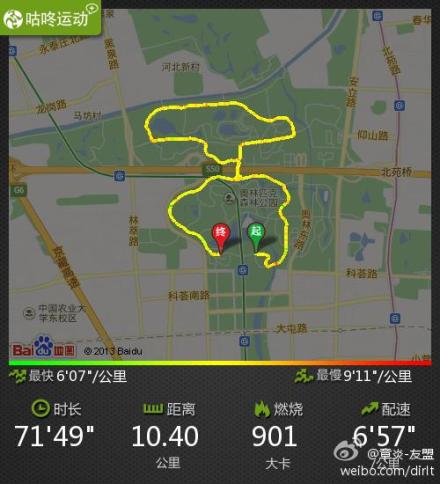 咕咚运动
河北新村
黑泉路
永泰庄北路
春华
北苑路
安立路
龙岗路
马坊村
仰山路
S50
北苑桥
G6
奥林匹克
森林公园
林萃路
奥林东路
京藏高速
终
起
科荟路
科荟南路
中国农业大
学东校区
大屯路
Bai 地图
© 2013 Baidu
小营
最快 6'07"/公里
最慢 9'11"/公里
时长
距离
燃烧
配速
71'49"
10.40
901
6'57"
公里
大卡
/公里
@章炎-友盟
weibo.com/dirlt